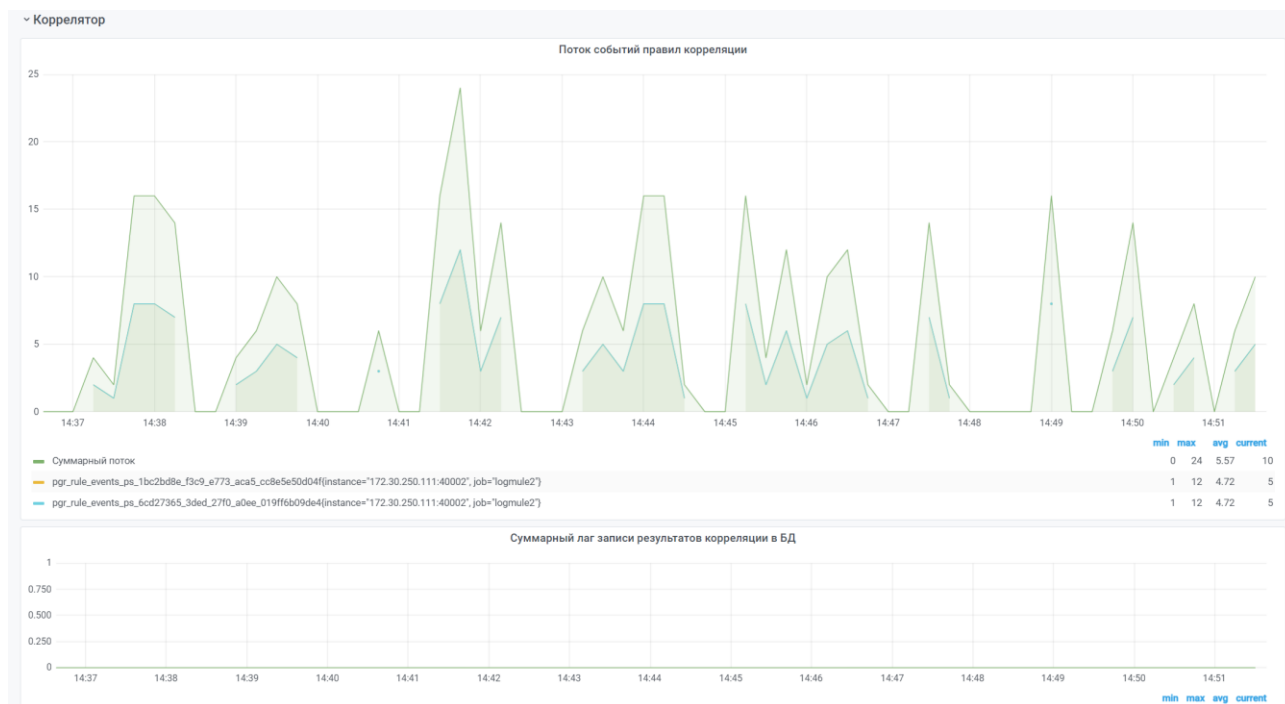 Коррелятор
Поток событий правил корреляции
25
20
15
10
5
0
14:37 14:38 14:39 14:40 14:41 14:42 14:43 14:44 14:45 14:46 14:47 14:48 14:49 14:50 14:51
min max avg current
Суммарный поток 0 24 5.57 10
pgr_rule_events_ps_1bc2bd8e_f3c9_e773_aca5_cc8e5e50d04f{instance="172.30.250.111:40002", job="logmule2"} 1 12 4.72 5
pgr_rule_events_ps_6cd27365_3ded_27f0_a0ee_019ff6b09de4{instance="172.30.250.111:40002", job="logmule2"} 1 12 4.72 5
Суммарный лаг записи результатов корреляции в БД
1
0.750
0.500
0.250
0
14:37 14:38 14:39 14:40 14:41 14:42 14:43 14:44 14:45 14:46 14:47 14:48 14:49 14:50 14:51
min max avg current